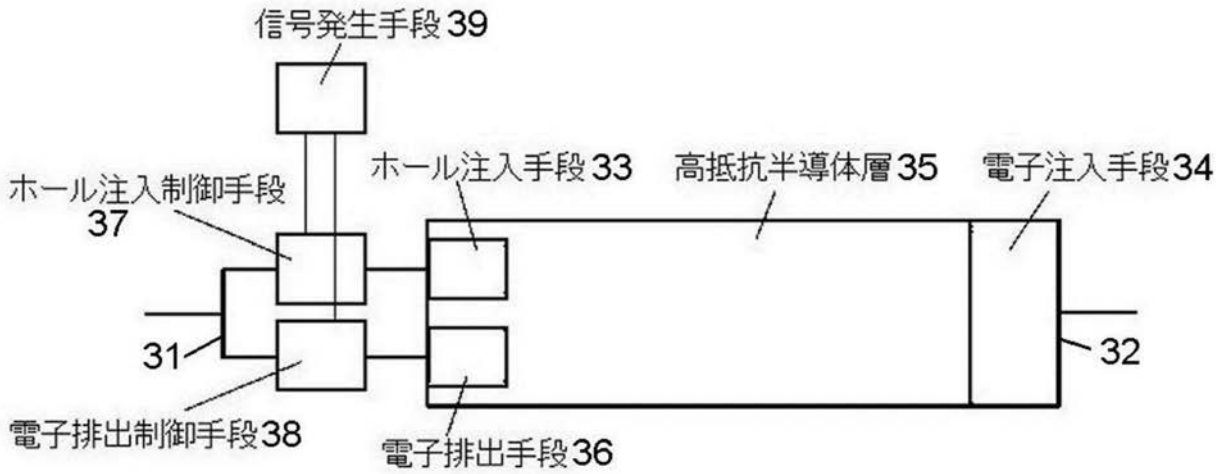 信号発生手段39
ホール注入制御手段
37
ホール注入手段33
高抵抗半導体層35
電子注入手段34
31
32
電子排出制御手段38
電子排出手段36